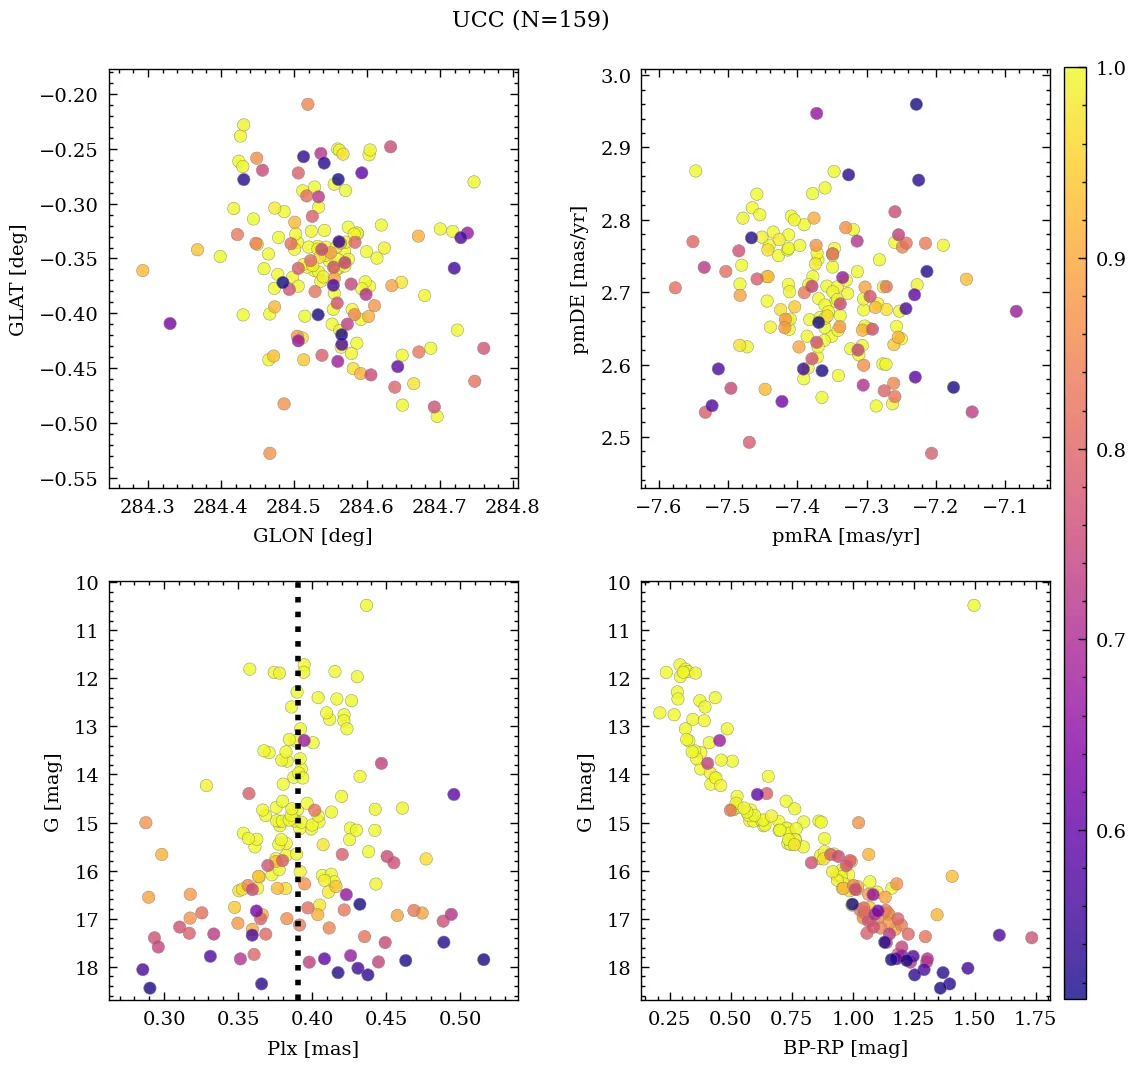 UCC (N=159)
−0.20
−0.25
−0.30
−0.35
−0.40
−0.45
−0.50
−0.55
GLAT [deg]
284.3 284.4 284.5 284.6 284.7 284.8
GLON [deg]
3.0
2.9
2.8
2.7
2.6
2.5
pmDE [mas/yr]
−7.6 −7.5 −7.4 −7.3 −7.2 −7.1
pmRA [mas/yr]
10
11
12
13
14
15
16
17
18
G [mag]
0.30 0.35 0.40 0.45 0.50
Plx [mas]
10
11
12
13
14
15
16
17
18
G [mag]
0.25 0.50 0.75 1.00 1.25 1.50 1.75
BP-RP [mag]
1.0
0.9
0.8
0.7
0.6